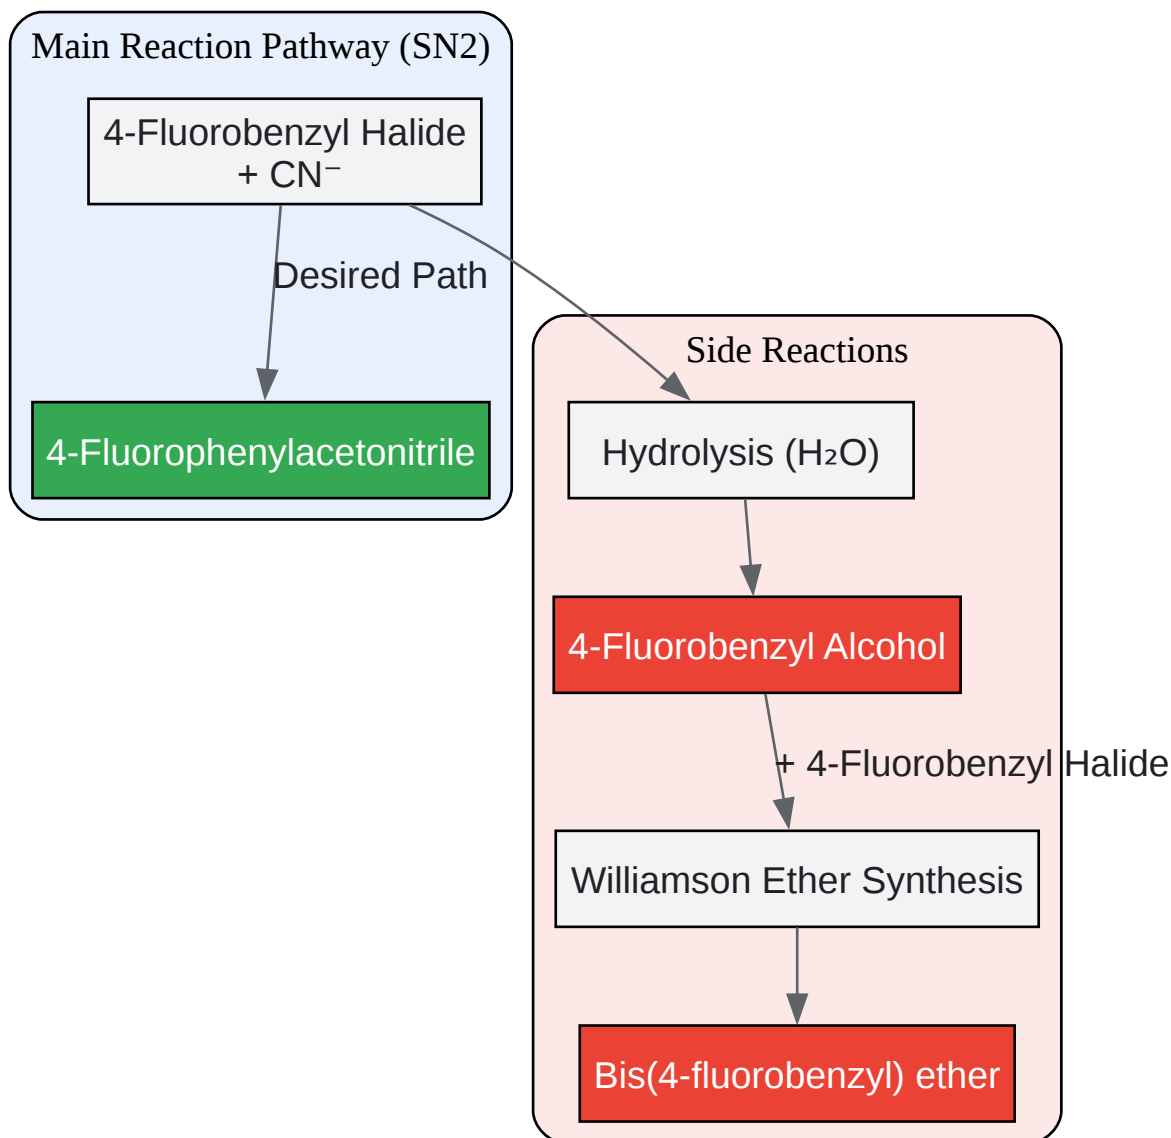 Main Reaction Pathway (SN2)
4-Fluorobenzyl Halide
+ CN⁻
Desired Path
4-Fluorophenylacetonitrile
Side Reactions
Hydrolysis (H₂O)
4-Fluorobenzyl Alcohol
+ 4-Fluorobenzyl Halide
Williamson Ether Synthesis
Bis(4-fluorobenzyl) ether